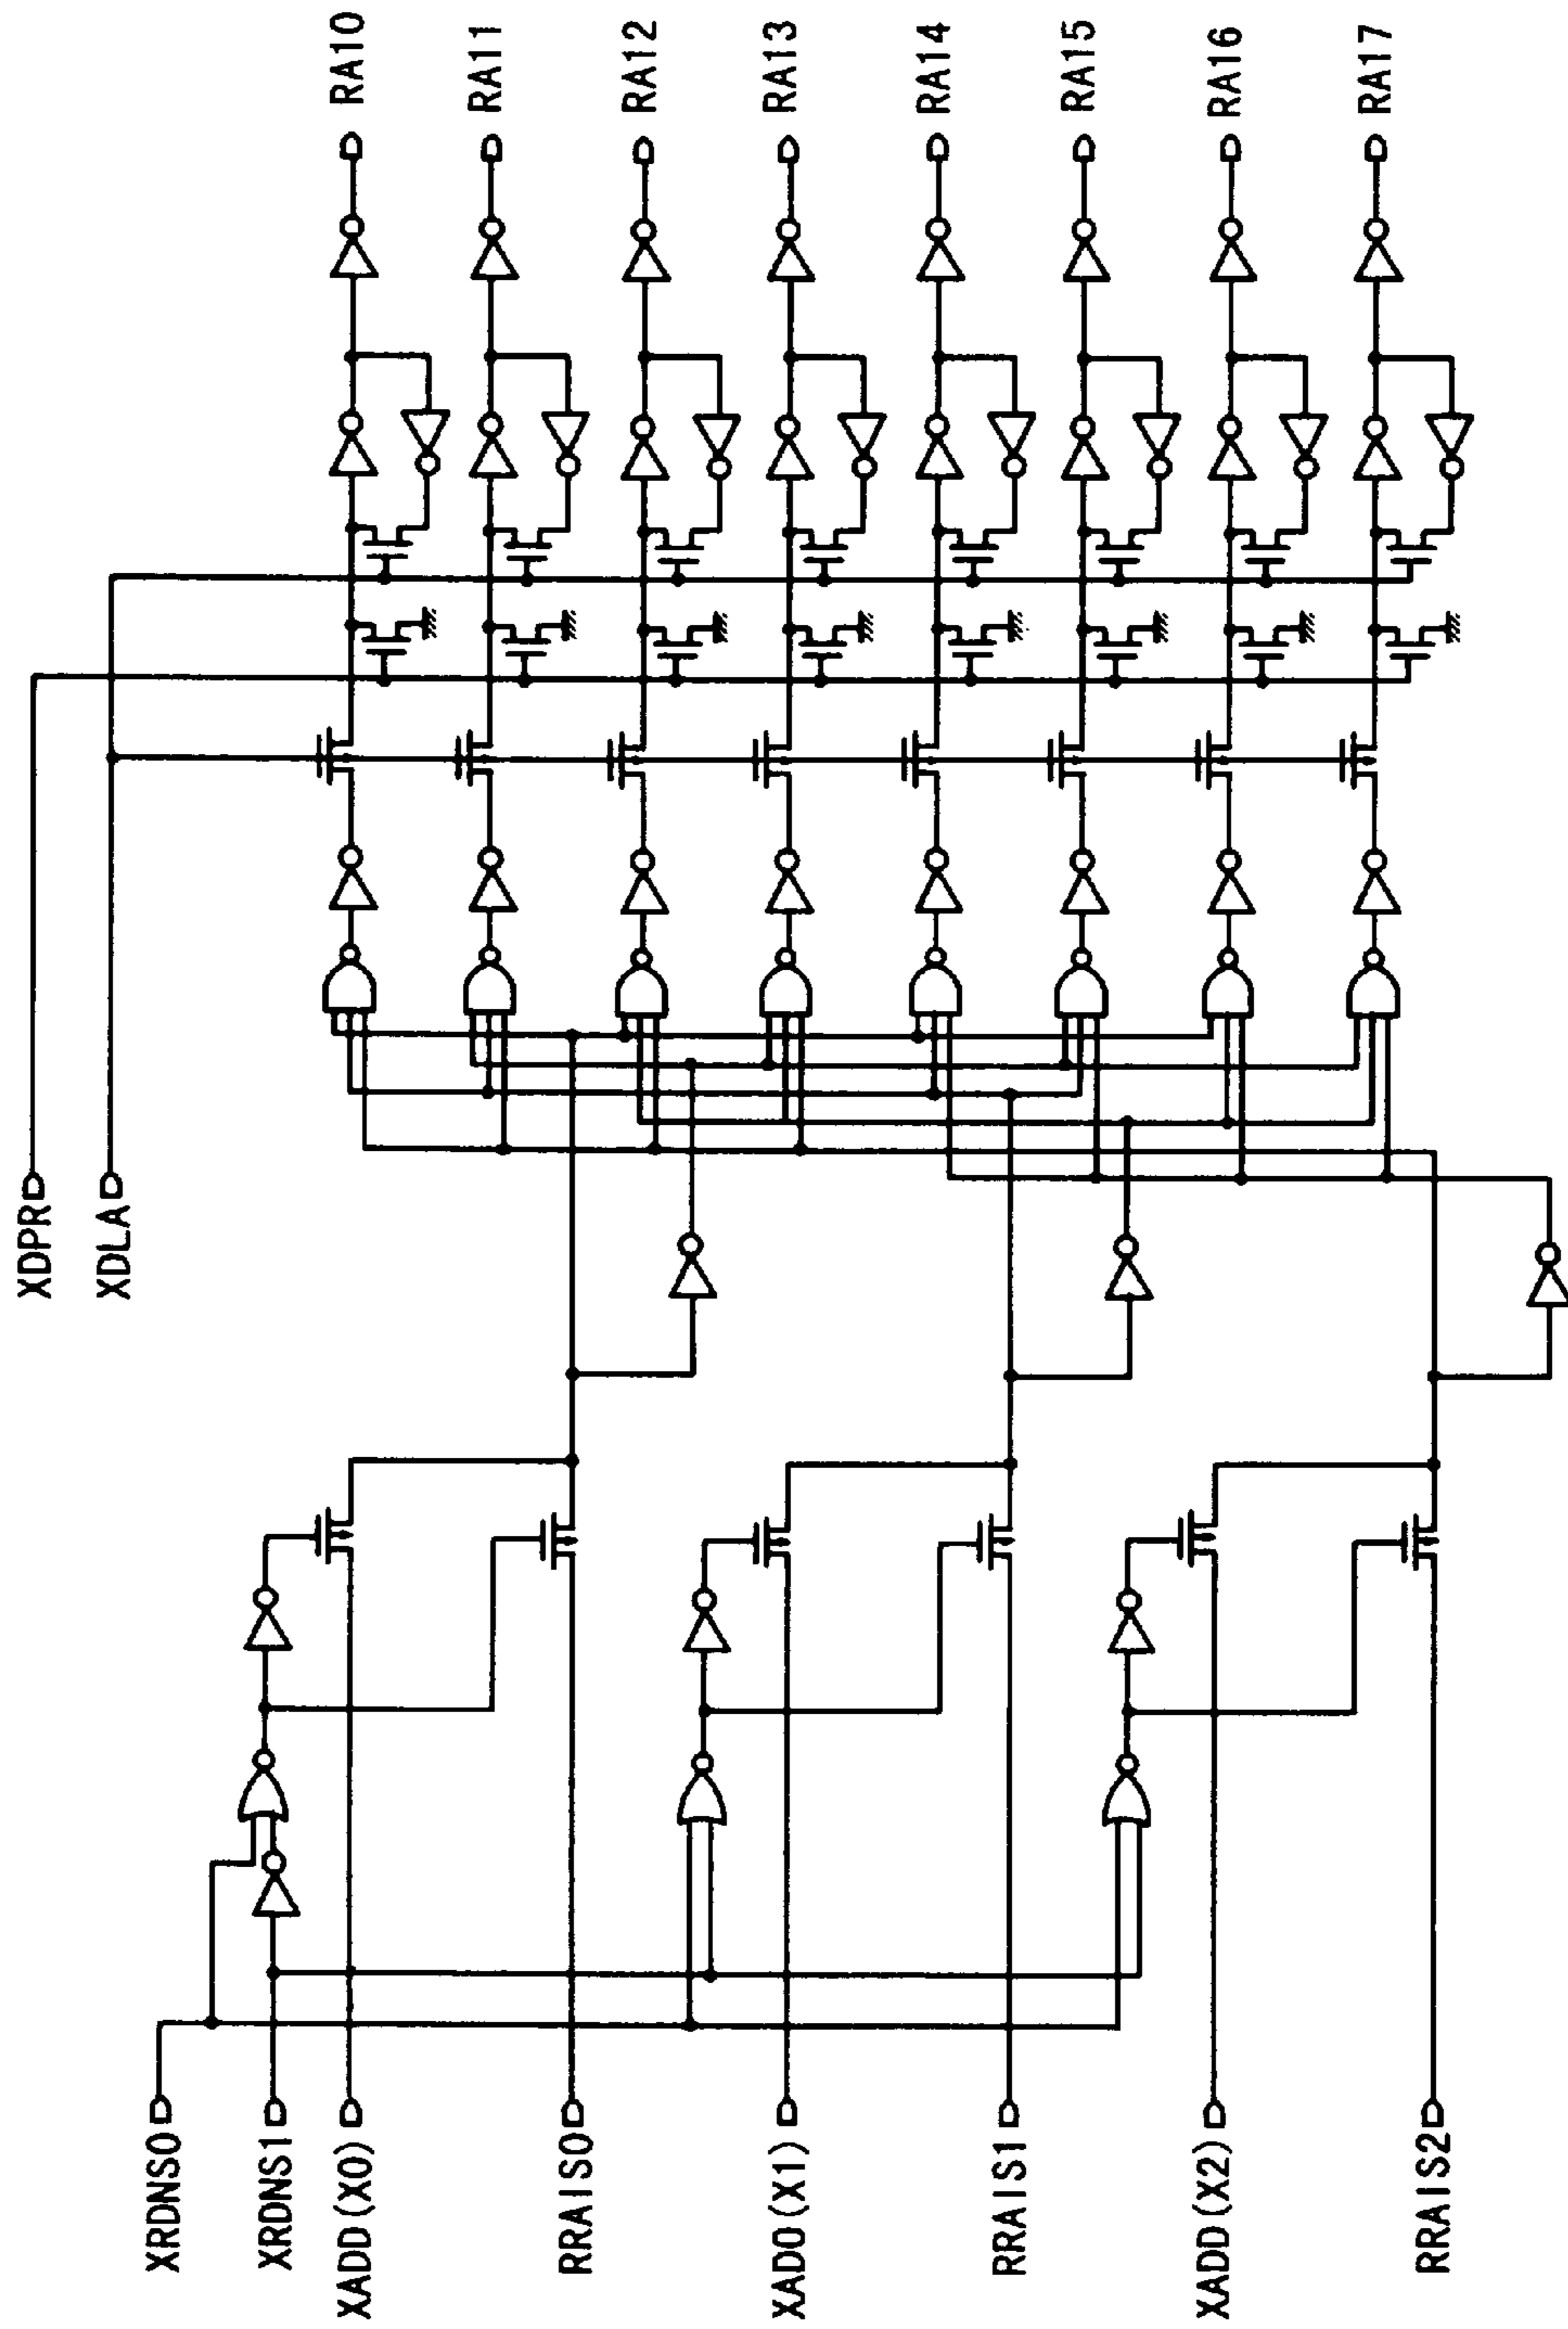 XDPR
XDLA
XRDNS0
XRDNS1
XADD (X0)
RRAIS0
XADO (X1)
RRAIS1
XADD (X2)
RRAIS2
RA10
RA11
RA12
RA13
RA14
RA15
RA16
RA17